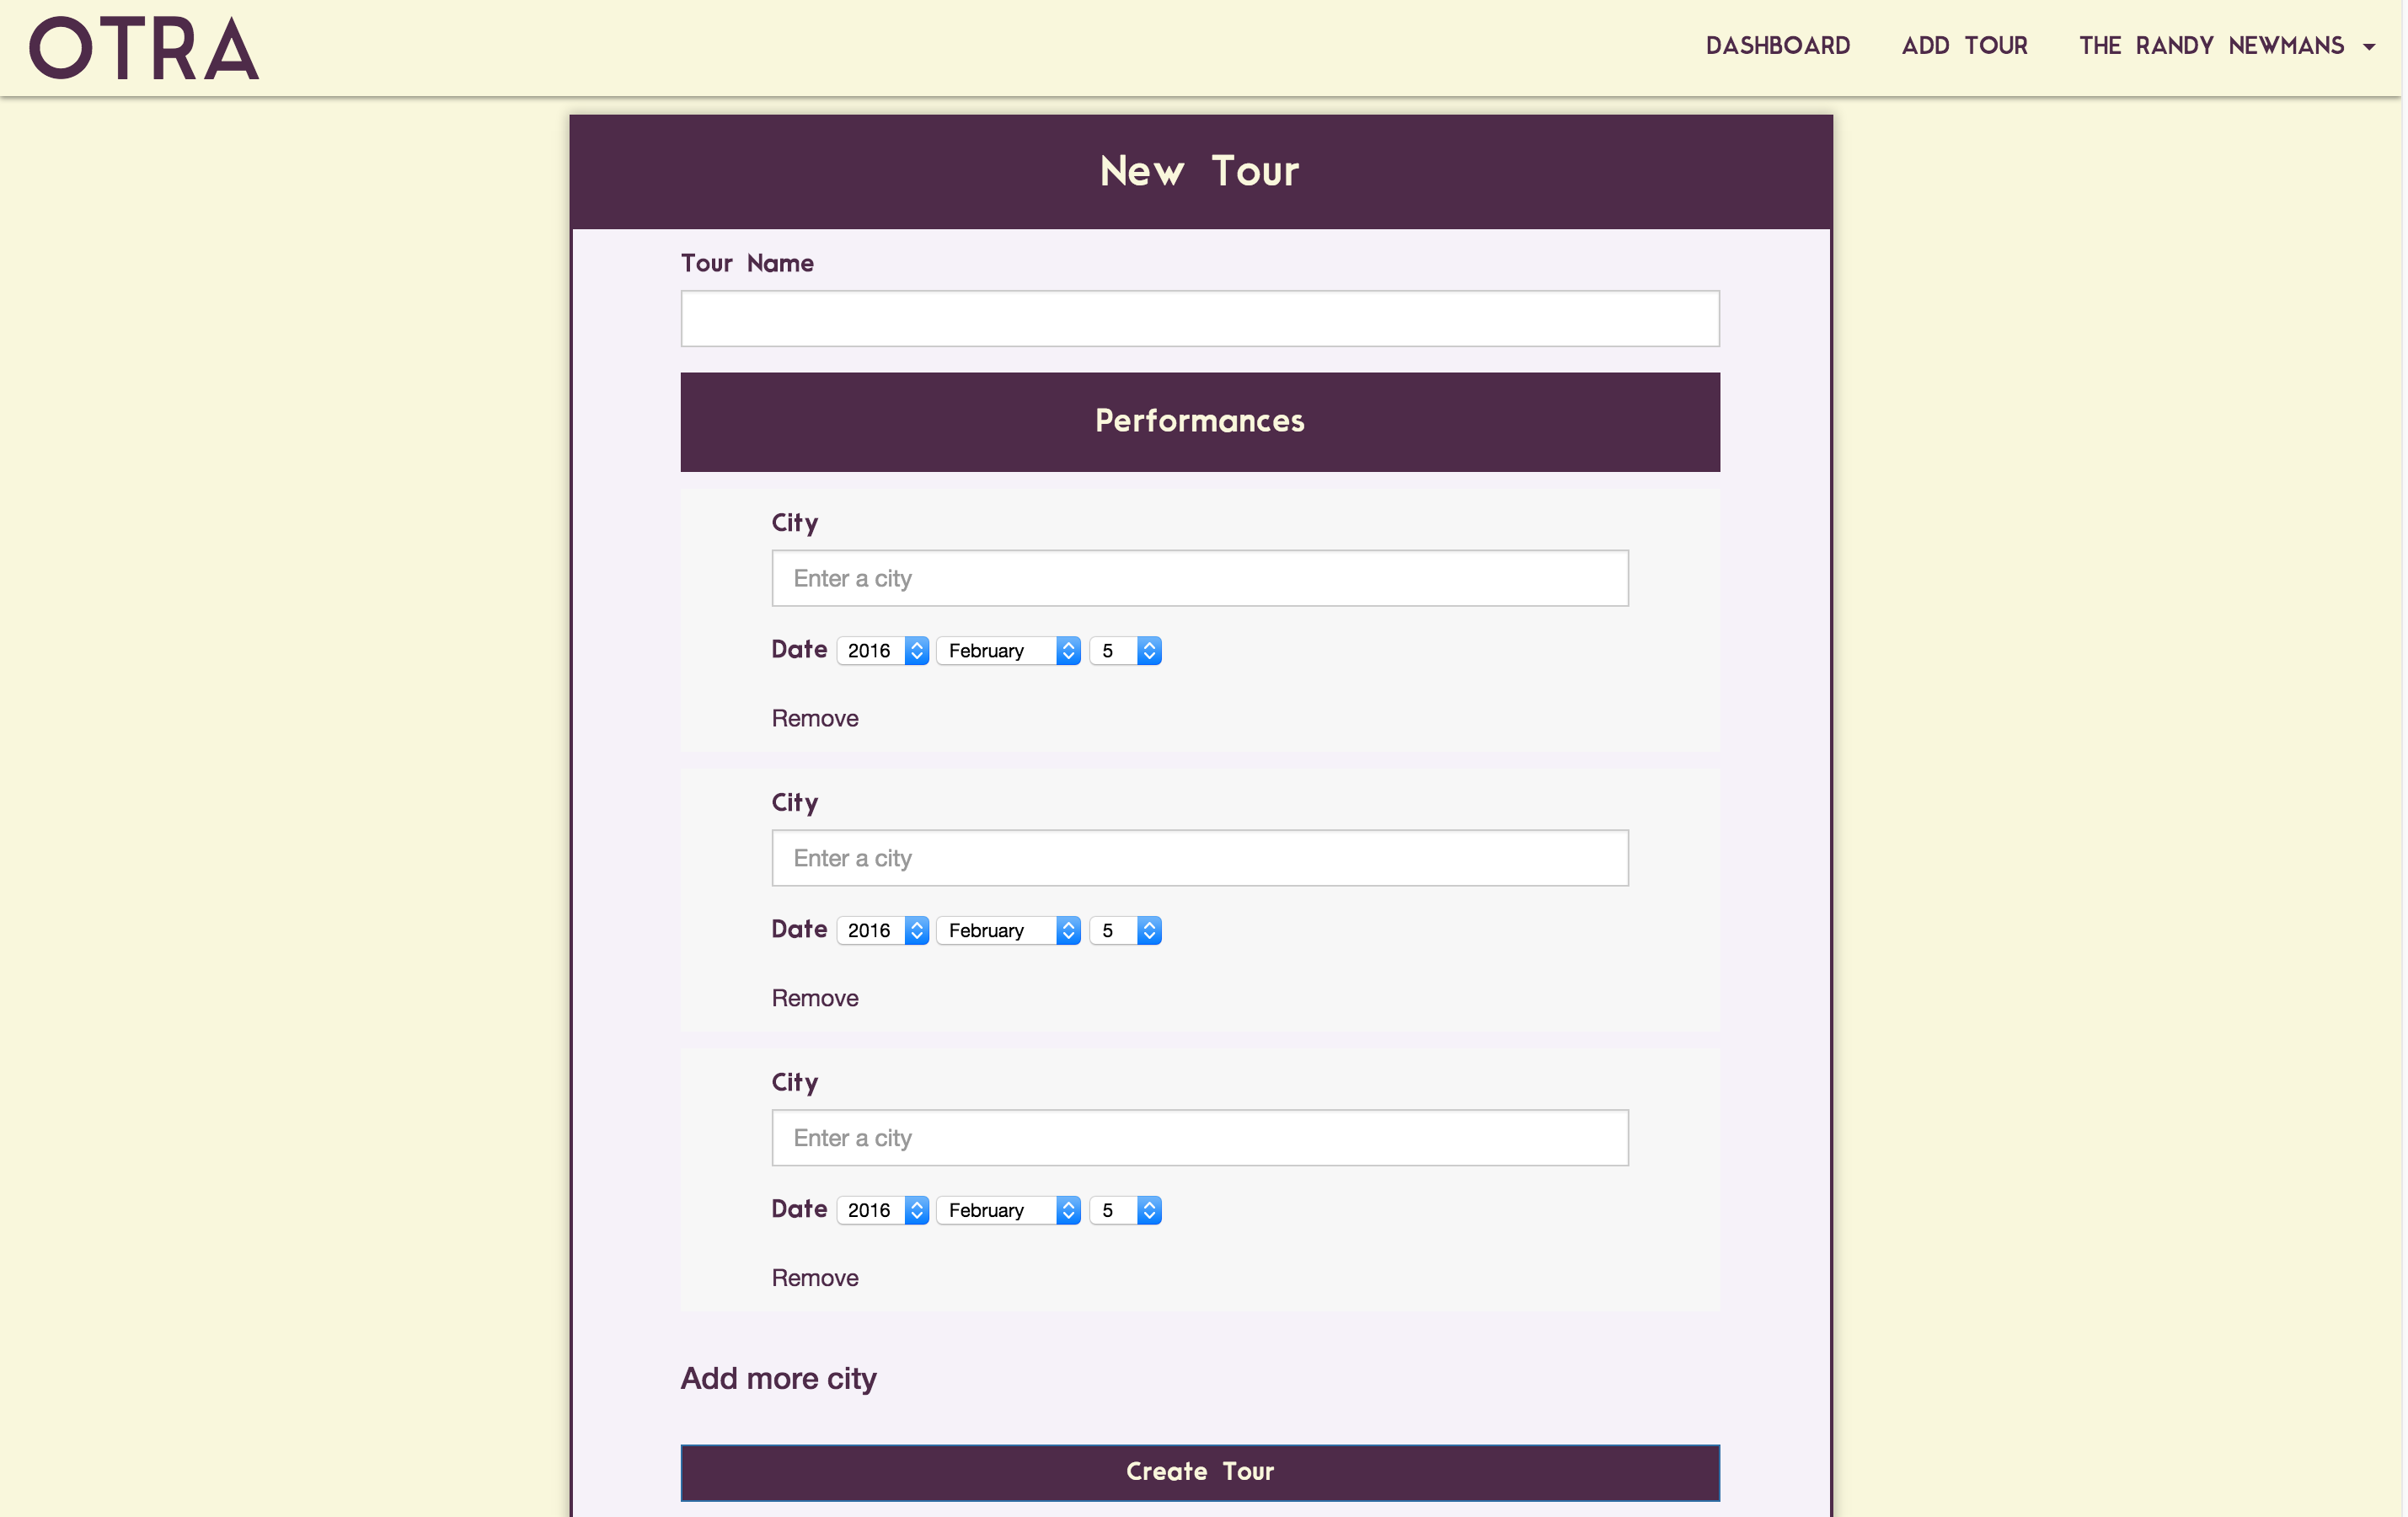 OTRA DASHBOARD ADD TOUR THE RANDY NEWMANS
New Tour
Tour Name
Performances
City
Enter a city
Date 2016 February 5
Remove
City
Enter a city
Date 2016 February 5
Remove
City
Enter a city
Date 2016 February 5
Remove
Add more city
Create Tour